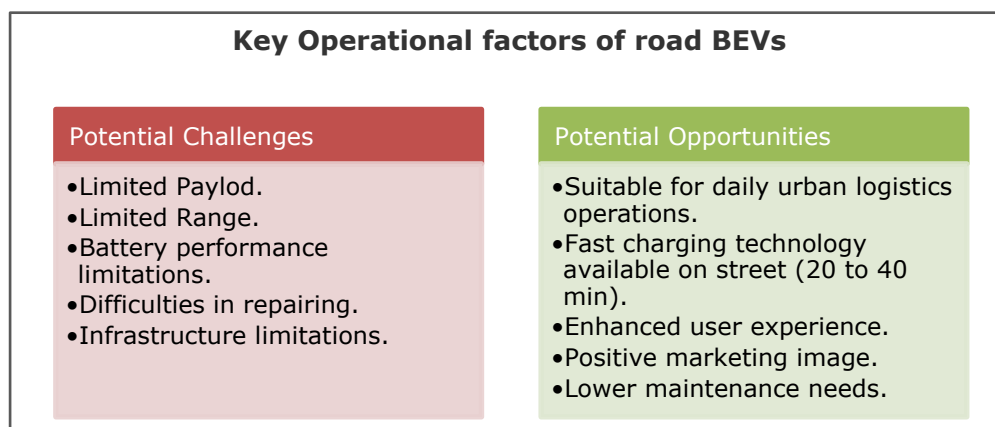 Key Operational factors of road BEVs
Potential Challenges
•Limited Paylod.
•Limited Range.
•Battery performance
limitations.
•Difficulties in repairing.
•Infrastructure limitations.
Potential Opportunities
•Suitable for daily urban logistics
operations.
•Fast charging technology
available on street (20 to 40
min).
•Enhanced user experience.
•Positive marketing image.
•Lower maintenance needs.